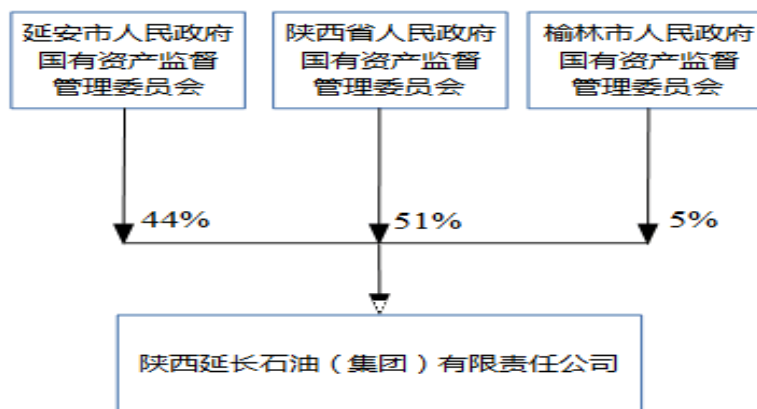 延安市人民政府
国有资产监督
管理委员会
陕西省人民政府
国有资产监督
管理委员会
榆林市人民政府
国有资产监督
管理委员会
44%
51%
5%
陕西延长石油（集团）有限责任公司